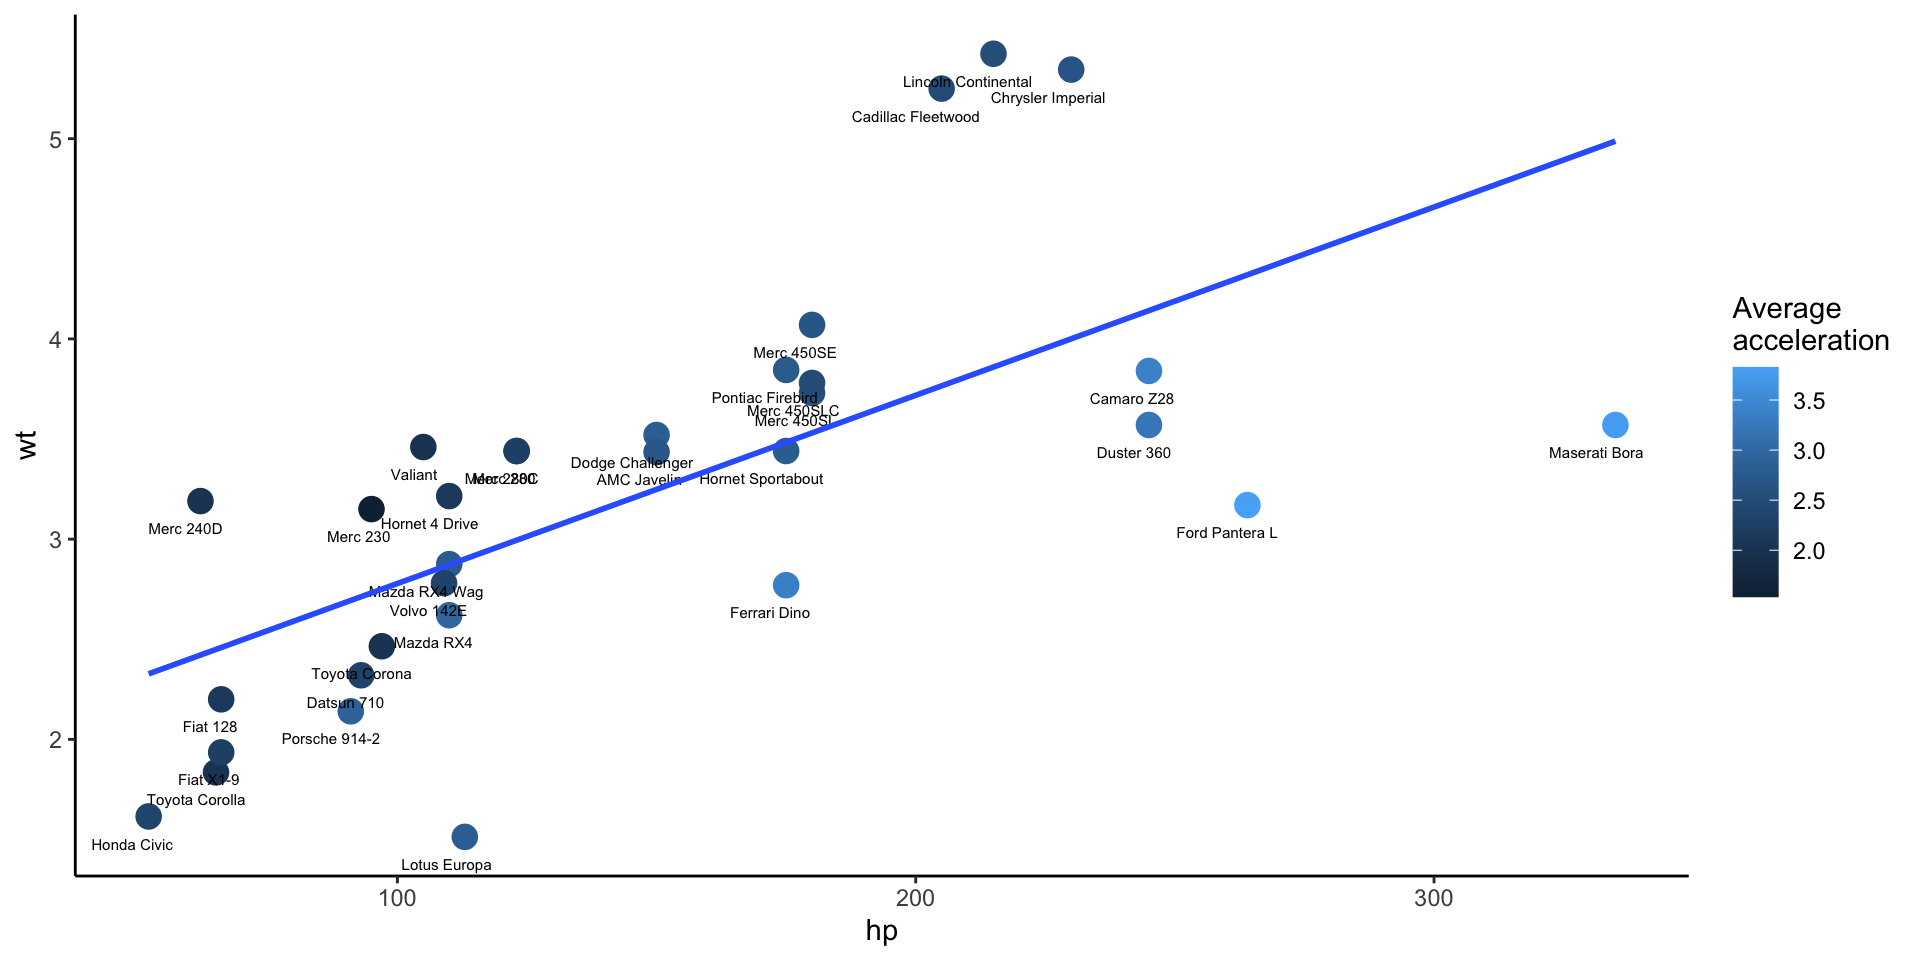 Lincoln Continental
Chrysler Imperial
Cadillac Fleetwood
5
4
Merc 450SE
Pontiac Firebird
Merc 450SLC
Merc 450SL
Camaro Z28
Duster 360
Maserati Bora
Valiant
Merc 280C
Dodge Challenger
AMC Javelin
Hornet Sportabout
Merc 240D
Hornet 4 Drive
Merc 230
Ford Pantera L
3
Mazda RX4 Wag
Volvo 142E
Ferrari Dino
Mazda RX4
Toyota Corona
Datsun 710
Fiat 128
Porsche 914-2
2
Fiat X1-9
Toyota Corolla
Honda Civic
Lotus Europa
wt
100
200
300
hp
Average
acceleration
3.5
3.0
2.5
2.0